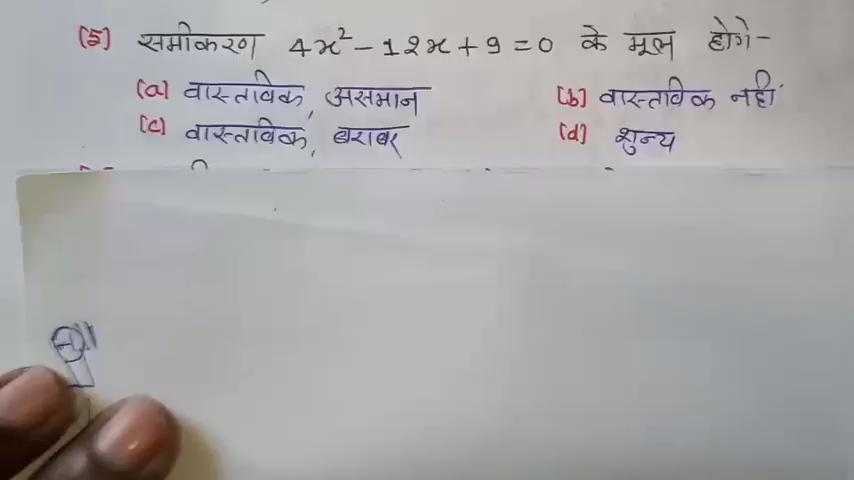 (5) समीकरण 4x² - 12x + 9 = 0 के मूल होंगे-
(a) वास्तविक, असमान (b) वास्तविक नहीं
(c) वास्तविक, बराबर (d) शुन्य